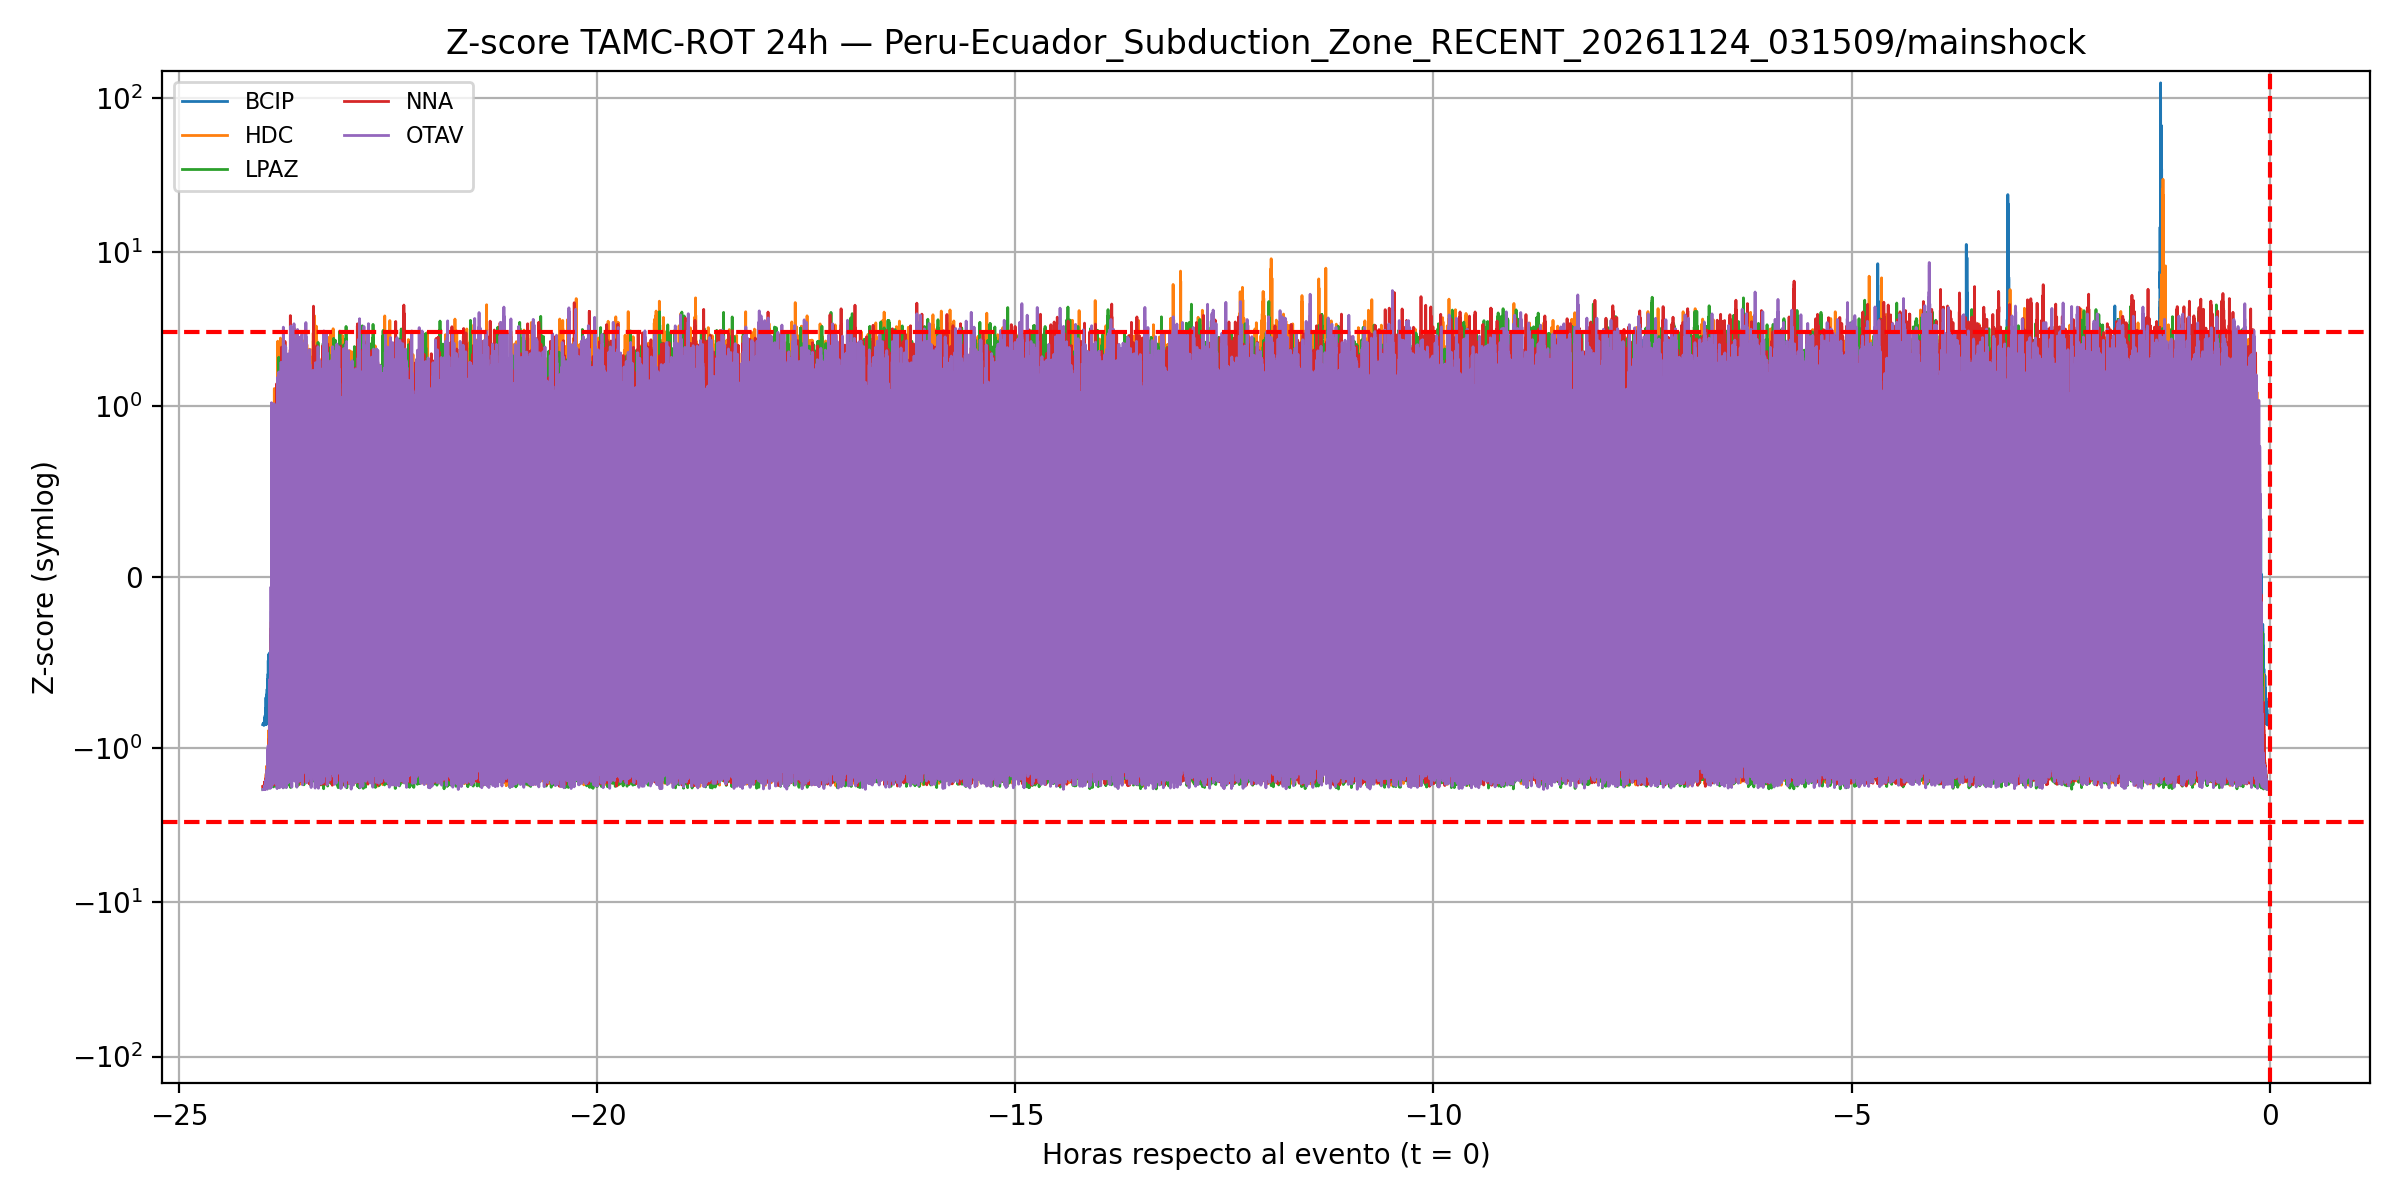 Z-score TAMC-ROT 24h — Peru-Ecuador_Subduction_Zone_RECENT_20261124_031509/mainshock
BCIP
HDC
LPAZ
NNA
OTAV
10²
10¹
10⁰
0
−10⁰
−10¹
−10²
Z-score (symlog)
−25
−20
−15
−10
−5
0
Horas respecto al evento (t = 0)